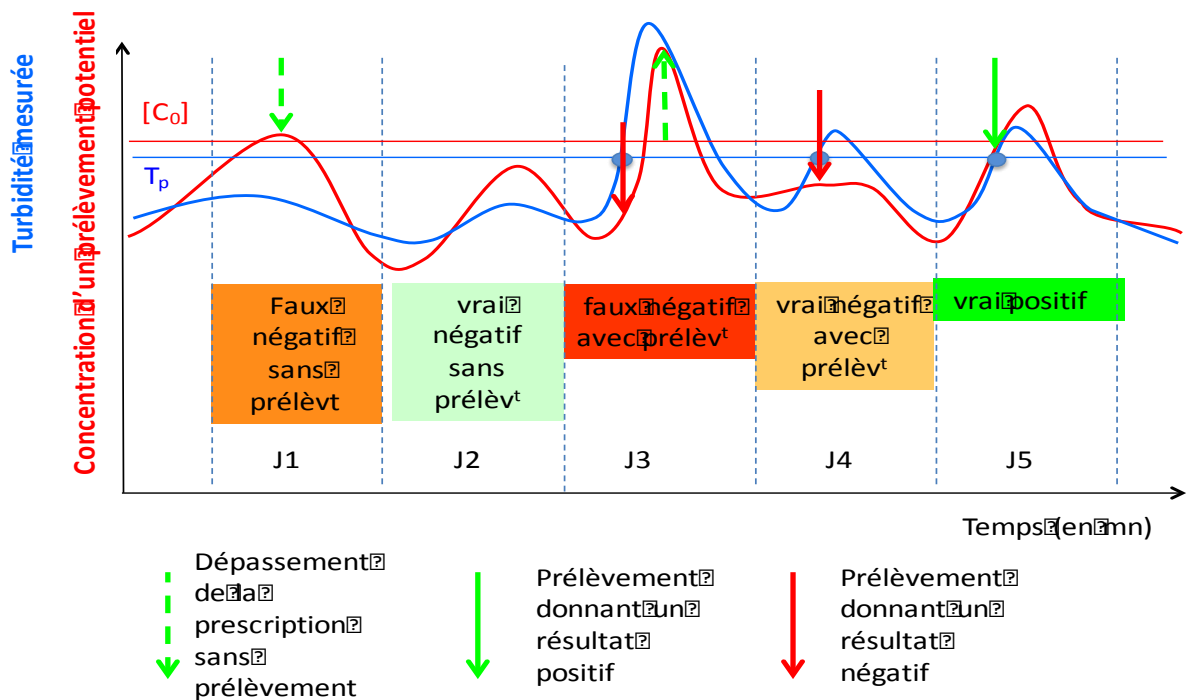 Turbidité mesurée
Concentration d'un prélèvement potentiel
[C₀]
Tₚ
Faux
négatif
sans
prélèvt
vrai
négatif
sans
prélèvᵗ
faux négatif
avec prélèvᵗ
vrai négatif
avec
prélèvᵗ
vrai positif
J1
J2
J3
J4
J5
Temps (en mn)
Dépassement
de la
prescription
sans
prélèvement
Prélèvement
donnant un
résultat
positif
Prélèvement
donnant un
résultat
négatif